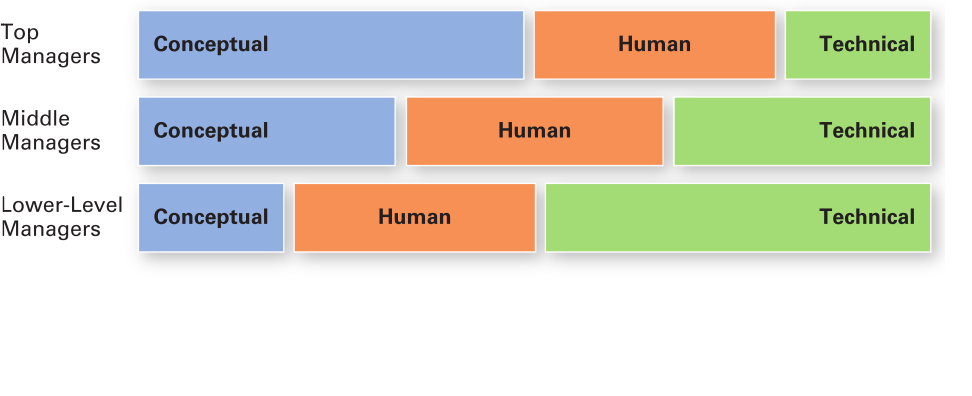 Top
Managers
Conceptual
Human
Technical
Middle
Managers
Conceptual
Human
Technical
Lower-Level
Managers
Conceptual
Human
Technical